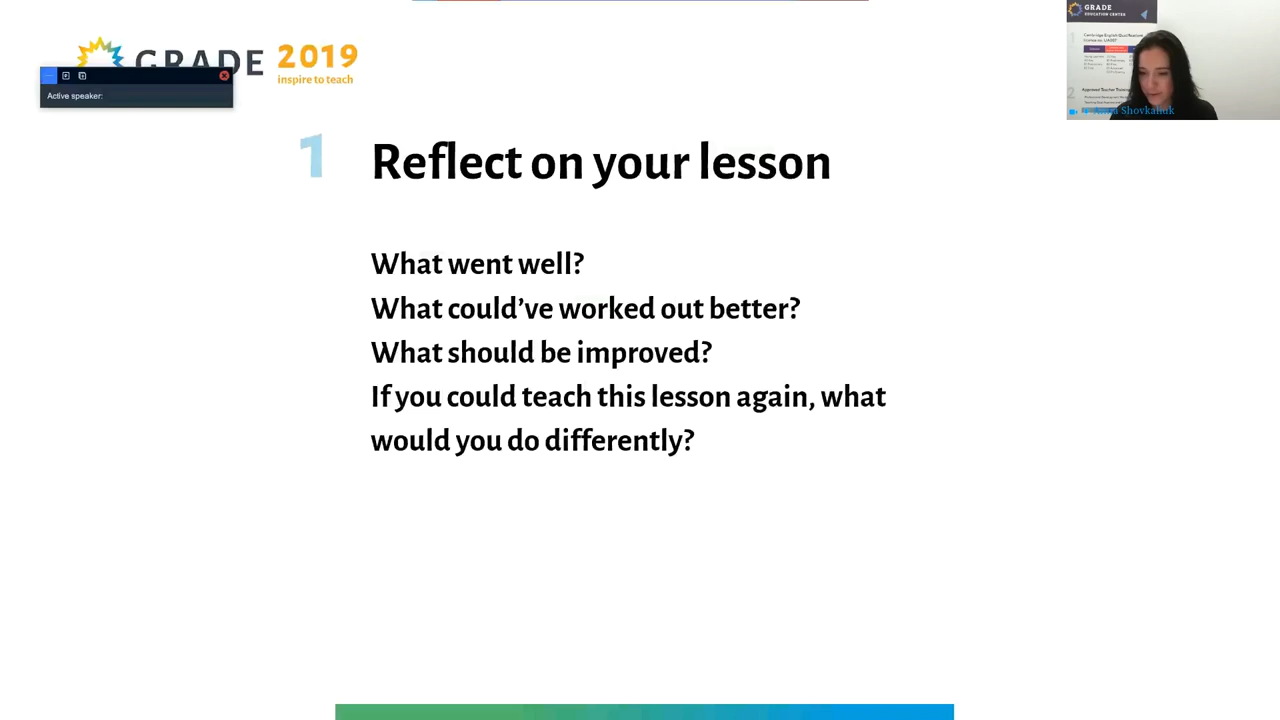 GRADE 2019
inspire to teach
Active speaker:
GRADE
EDUCATION CENTER
1
Reflect on your lesson
What went well?
What could've worked out better?
What should be improved?
If you could teach this lesson again, what
would you do differently?